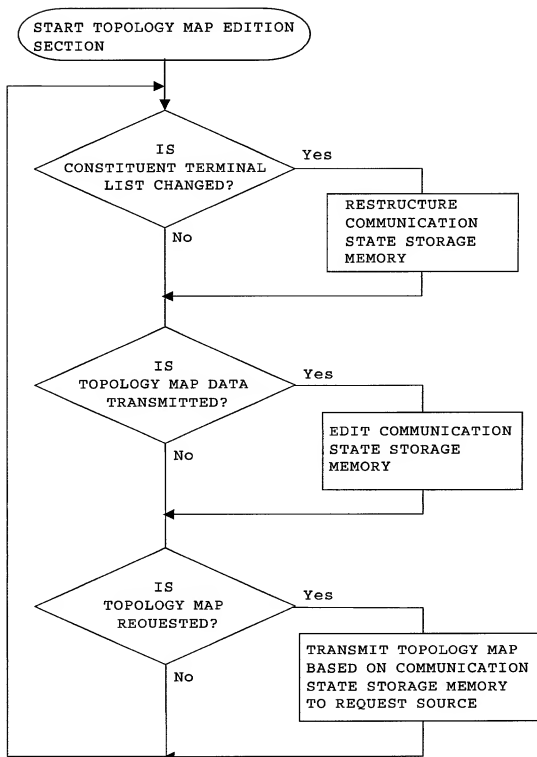 START TOPOLOGY MAP EDITION
SECTION
IS
CONSTITUENT TERMINAL
LIST CHANGED?
Yes
RESTRUCTURE
COMMUNICATION
STATE STORAGE
MEMORY
No
IS
TOPOLOGY MAP DATA
TRANSMITTED?
Yes
EDIT COMMUNICATION
STATE STORAGE
MEMORY
No
IS
TOPOLOGY MAP
REQUESTED?
Yes
TRANSMIT TOPOLOGY MAP
BASED ON COMMUNICATION
STATE STORAGE MEMORY
TO REQUEST SOURCE
No